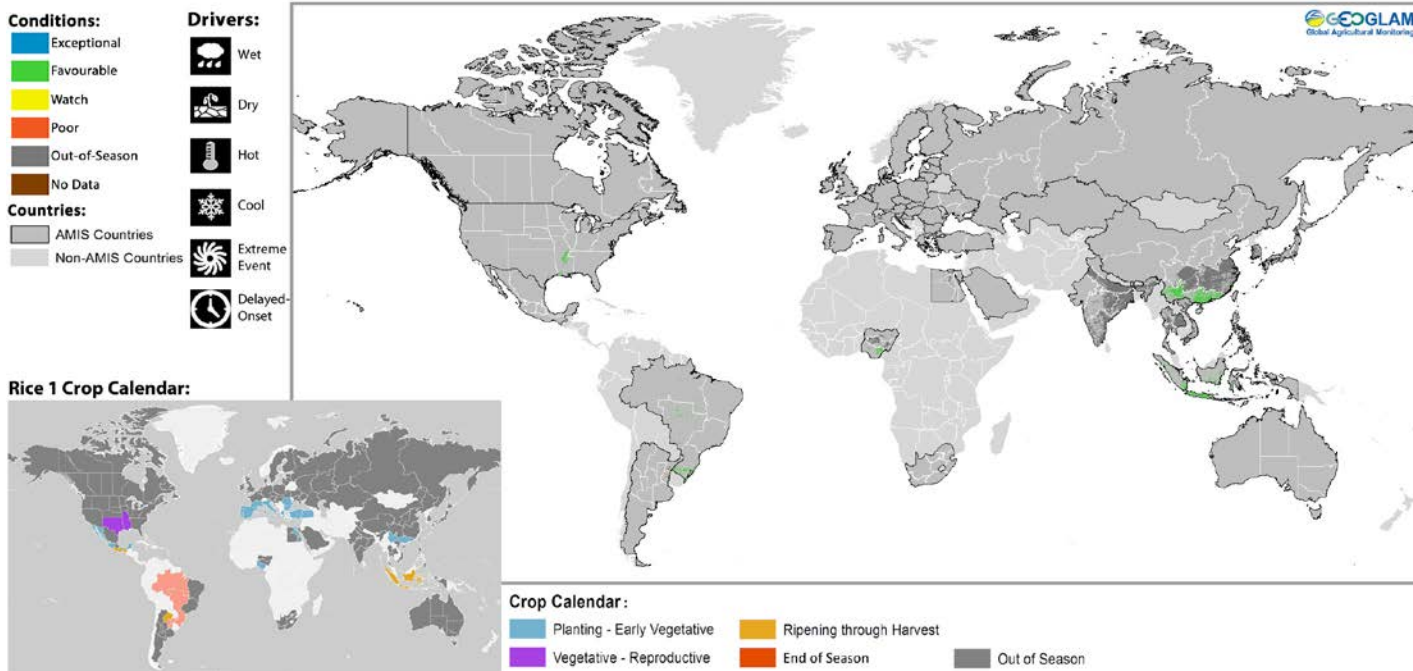 Conditions:
Exceptional
Favourable
Watch
Poor
Out-of-Season
No Data
Countries:
AMIS Countries
Non-AMIS Countries
Drivers:
Wet
Dry
Hot
Cool
Extreme
Event
Delayed-
Onset
GEOGLAM
Global Agricultural Monitoring
Rice 1 Crop Calendar:
Crop Calendar :
Planting - Early Vegetative
Vegetative - Reproductive
Ripening through Harvest
End of Season
Out of Season